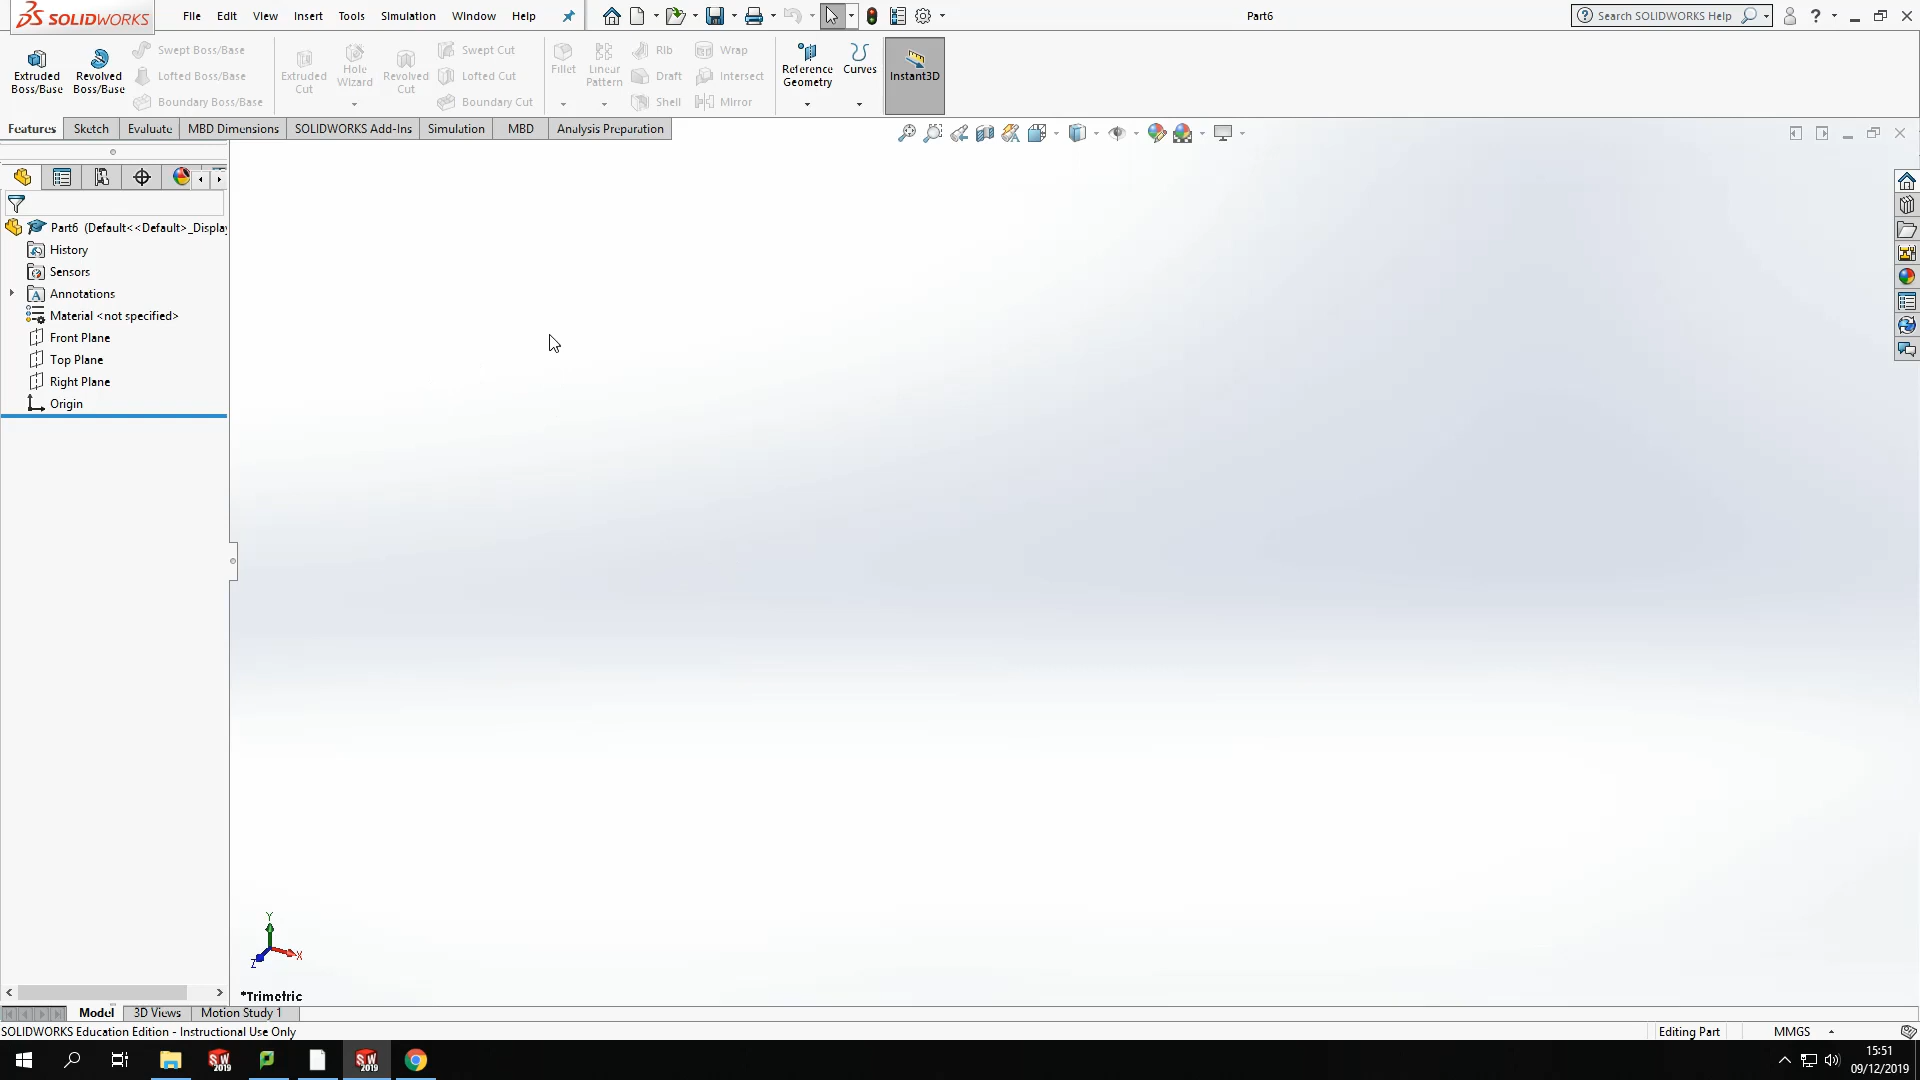 SOLIDWORKS File Edit View Insert Tools Simulation Window Help Part6 Search SOLIDWORKS Help
Extruded Boss/Base
Revolved Boss/Base
Swept Boss/Base
Lofted Boss/Base
Boundary Boss/Base
Extruded Cut
Hole Wizard
Revolved Cut
Swept Cut
Lofted Cut
Boundary Cut
Fillet
Linear Pattern
Rib
Draft
Shell
Wrap
Intersect
Mirror
Reference Geometry
Curves
Instant3D
Features Sketch Evaluate MBD Dimensions SOLIDWORKS Add-Ins Simulation MBD Analysis Preparation
Part6 (Default<<Default>_Displa
History
Sensors
Annotations
Material <not specified>
Front Plane
Top Plane
Right Plane
Origin
Y
X
Z
*Trimetric
Model 3D Views Motion Study 1
SOLIDWORKS Education Edition - Instructional Use Only Editing Part MMGS
SW 2019 SW 2019 15:51
09/12/2019